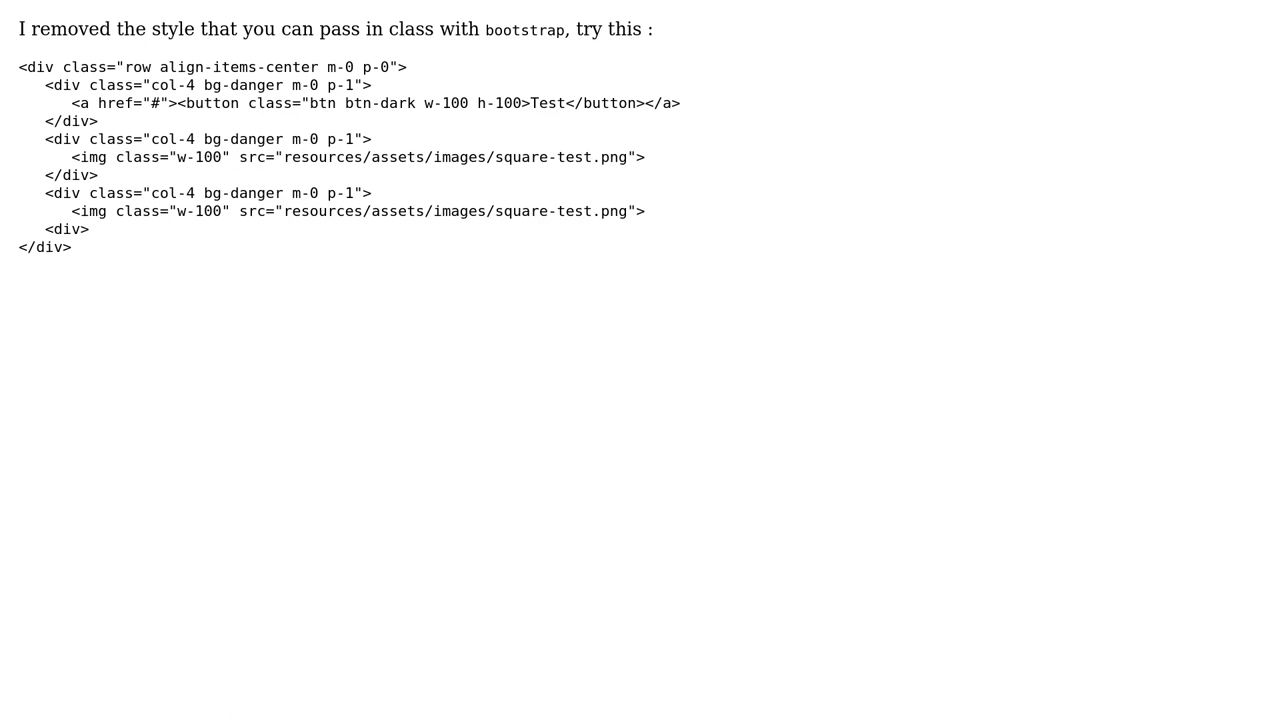 I removed the style that you can pass in class with bootstrap, try this :
<div class="row align-items-center m-0 p-0">
   <div class="col-4 bg-danger m-0 p-1">
      <a href="#"><button class="btn btn-dark w-100 h-100>Test</button></a>
   </div>
   <div class="col-4 bg-danger m-0 p-1">
      <img class="w-100" src="resources/assets/images/square-test.png">
   </div>
   <div class="col-4 bg-danger m-0 p-1">
      <img class="w-100" src="resources/assets/images/square-test.png">
   <div>
</div>